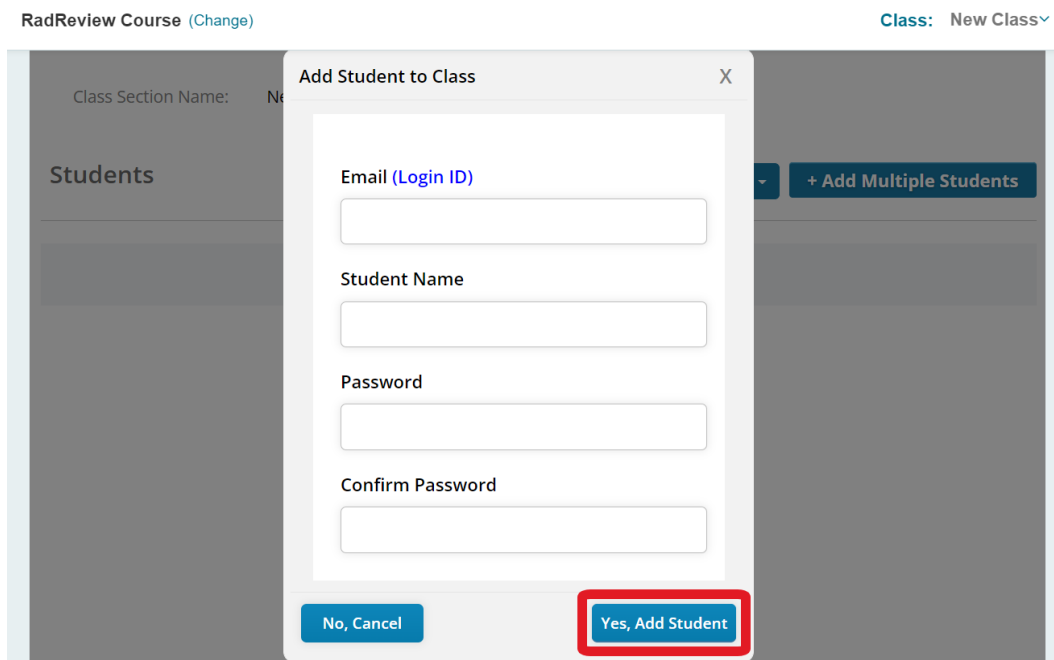 RadReview Course (Change)
Class: New Class
Add Student to Class
X
Class Section Name: Ne
Students
+ Add Multiple Students
Email (Login ID)
Student Name
Password
Confirm Password
No, Cancel
Yes, Add Student